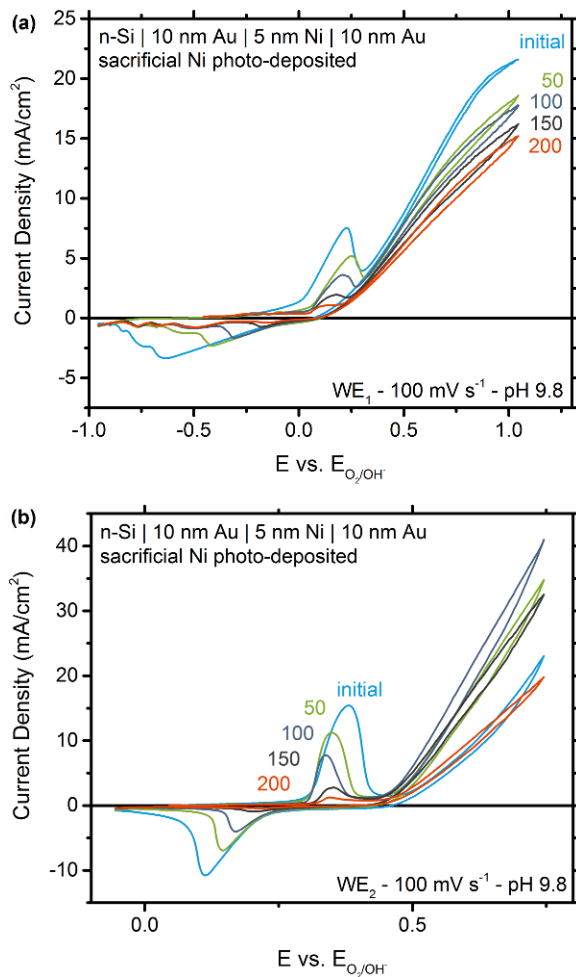 (a)
n-Si | 10 nm Au | 5 nm Ni | 10 nm Au
sacrificial Ni photo-deposited
initial
50
100
150
200
25
20
15
10
5
0
-5
Current Density (mA/cm²)
WE₁ - 100 mV s⁻¹ - pH 9.8
-1.0 -0.5 0.0 0.5 1.0
E vs. E_O₂/OH⁻
(b)
n-Si | 10 nm Au | 5 nm Ni | 10 nm Au
sacrificial Ni photo-deposited
initial
50
100
150
200
40
30
20
10
0
-10
Current Density (mA/cm²)
WE₂ - 100 mV s⁻¹ - pH 9.8
0.0 0.5
E vs. E_O₂/OH⁻